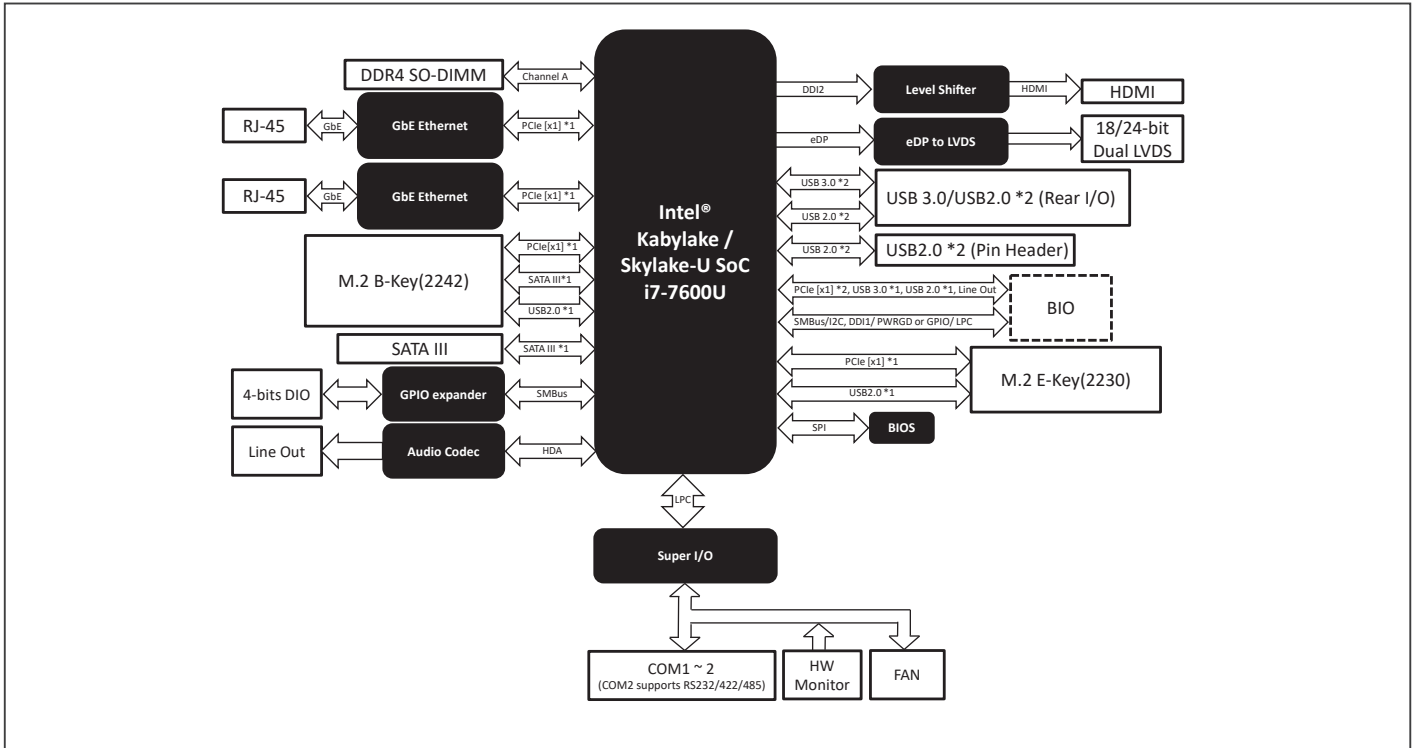 DDR4 SO-DIMM
Channel A
RJ-45
GbE
GbE Ethernet
PCIe [x1] *1
RJ-45
GbE
GbE Ethernet
PCIe [x1] *1
M.2 B-Key(2242)
PCIe[x1] *1
SATA III*1
USB2.0 *1
SATA III
SATA III *1
4-bits DIO
GPIO expander
SMBus
Line Out
Audio Codec
HDA
Intel®
Kabylake /
Skylake-U SoC
i7-7600U
DDI2
Level Shifter
HDMI
HDMI
eDP
eDP to LVDS
18/24-bit
Dual LVDS
USB 3.0 *2
USB 2.0 *2
USB 3.0/USB2.0 *2 (Rear I/O)
USB 2.0 *2
USB2.0 *2 (Pin Header)
PCIe [x1] *2, USB 3.0 *1, USB 2.0 *1, Line Out
SMBus/I2C, DDI1/ PWRGD or GPIO/ LPC
BIO
PCIe [x1] *1
USB2.0 *1
M.2 E-Key(2230)
SPI
BIOS
LPC
Super I/O
COM1 ~ 2
(COM2 supports RS232/422/485)
HW
Monitor
FAN